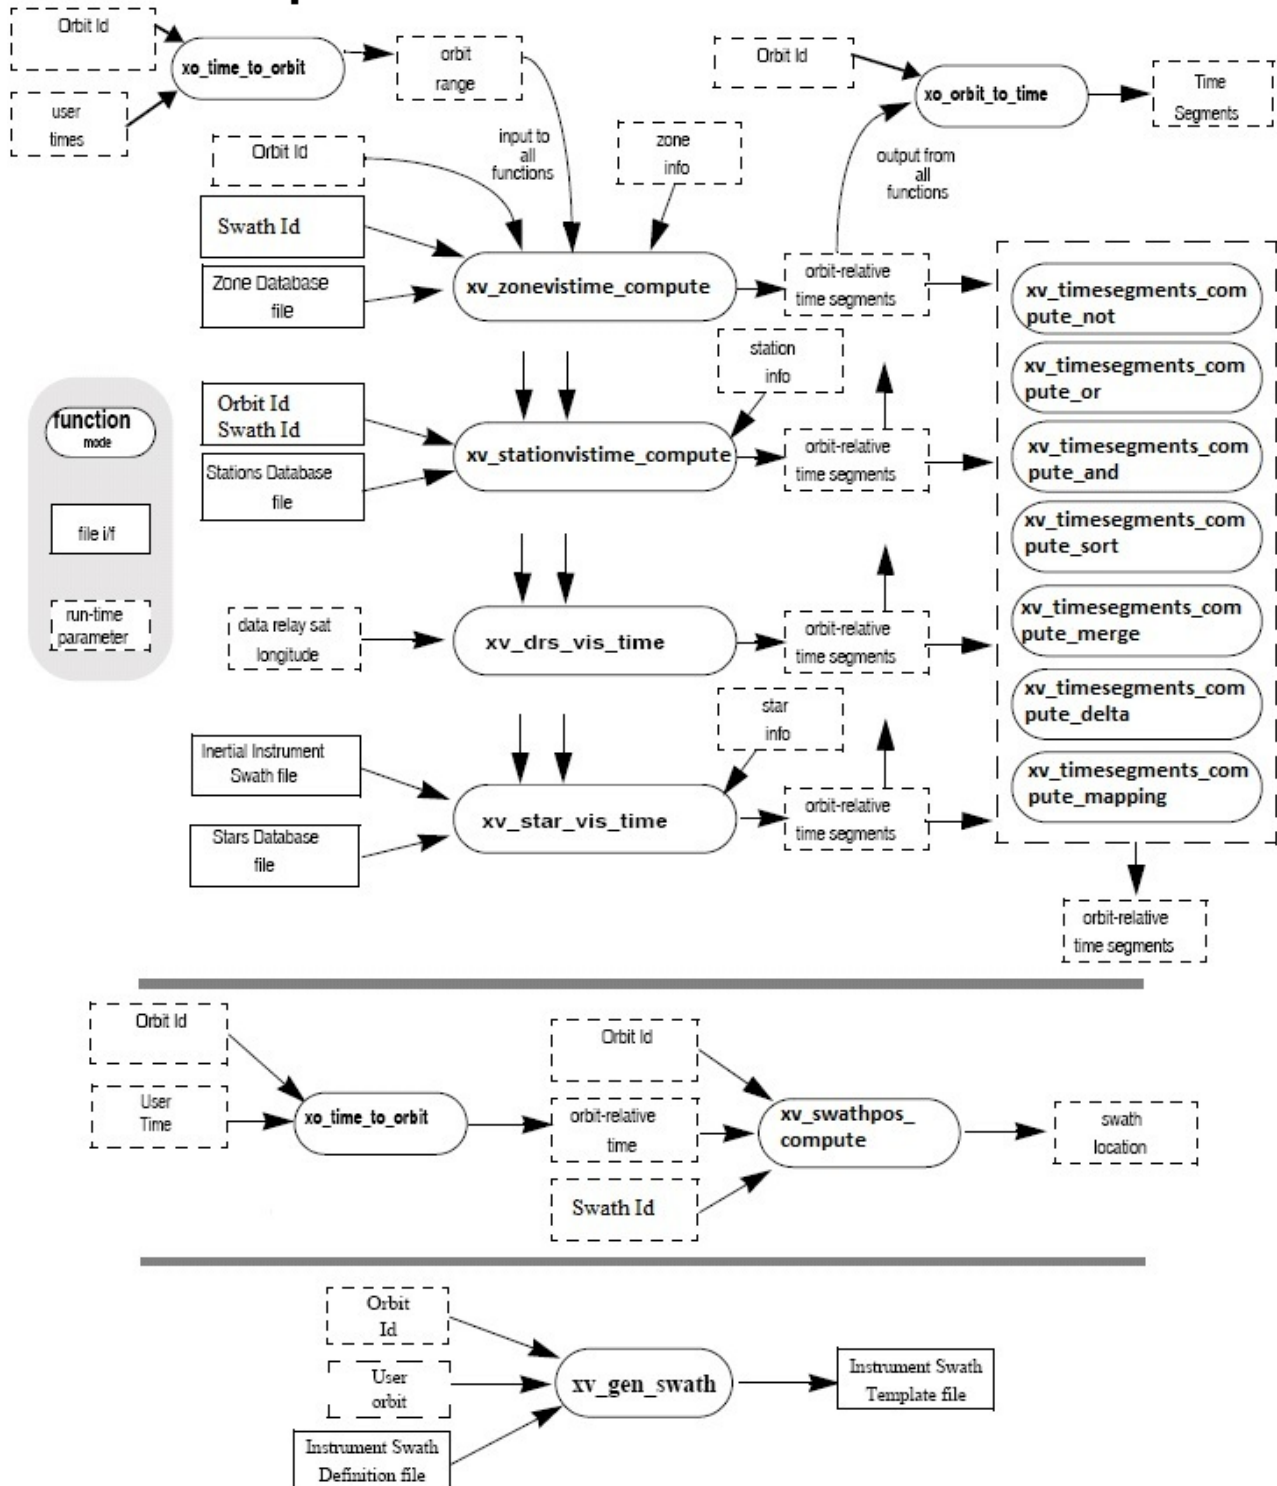 Orbit Id
user
times
xo_time_to_orbit
orbit
range
Orbit Id
xo_orbit_to_time
Time
Segments
input to
all
functions
zone
info
output from
all
functions
Orbit Id
Swath Id
Zone Database
file
xv_zonevistime_compute
orbit-relative
time segments
station
info
Orbit Id
Swath Id
Stations Database
file
xv_stationvistime_compute
orbit-relative
time segments
function
mode
file i/f
run-time
parameter
data relay sat
longitude
xv_drs_vis_time
orbit-relative
time segments
star
info
Inertial Instrument
Swath file
Stars Database
file
xv_star_vis_time
orbit-relative
time segments
xv_timesegments_com
pute_not
xv_timesegments_com
pute_or
xv_timesegments_com
pute_and
xv_timesegments_com
pute_sort
xv_timesegments_com
pute_merge
xv_timesegments_com
pute_delta
xv_timesegments_com
pute_mapping
orbit-relative
time segments
Orbit Id
User
Time
xo_time_to_orbit
Orbit Id
orbit-relative
time
Swath Id
xv_swathpos_
compute
swath
location
Orbit
Id
User
orbit
Instrument Swath
Definition file
xv_gen_swath
Instrument Swath
Template file